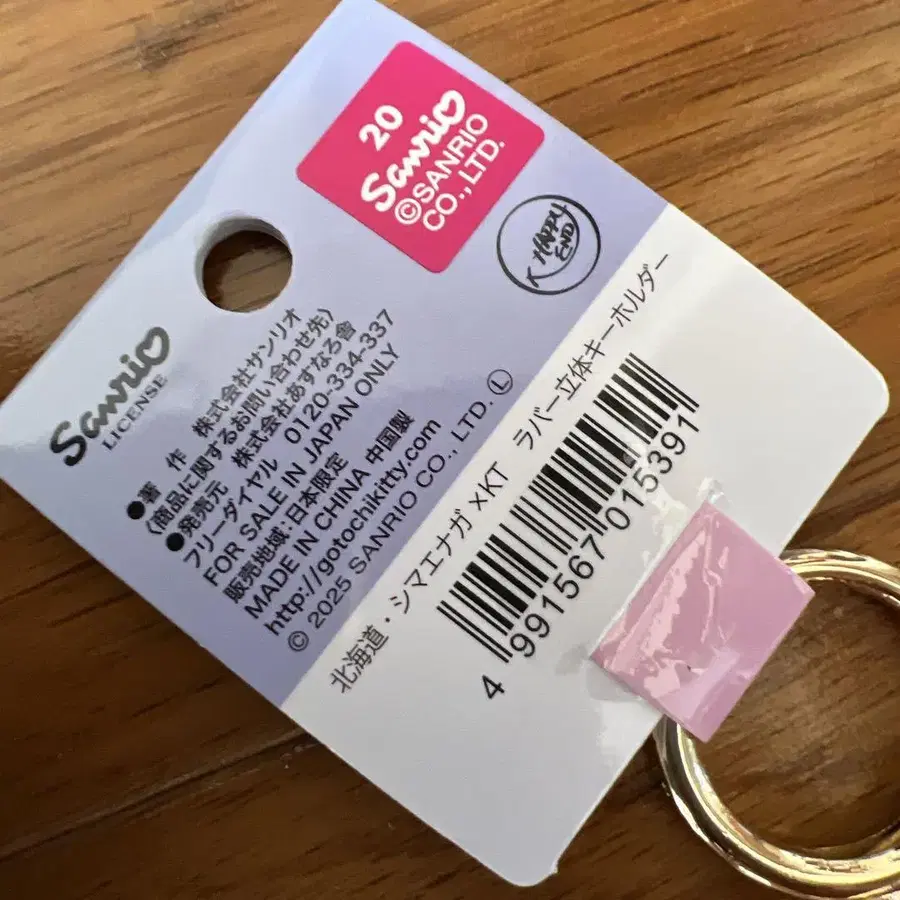 20
Sanrio
©SANRIO
CO., LTD.
K-HAPPY
END
Sanrio
LICENSE
●著 作 株式会社サンリオ
(商品に関するお問い合わせ先)
●発売元 株式会社あすなろ舎
フリーダイヤル 0120-334-337
FOR SALE IN JAPAN ONLY
販売地域:日本限定
MADE IN CHINA 中国製
http://gotochikitty.com
© 2025 SANRIO CO., LTD. Ⓛ
北海道・シマエナガ×KT ラバー立体キーホルダー
4 991567 015391